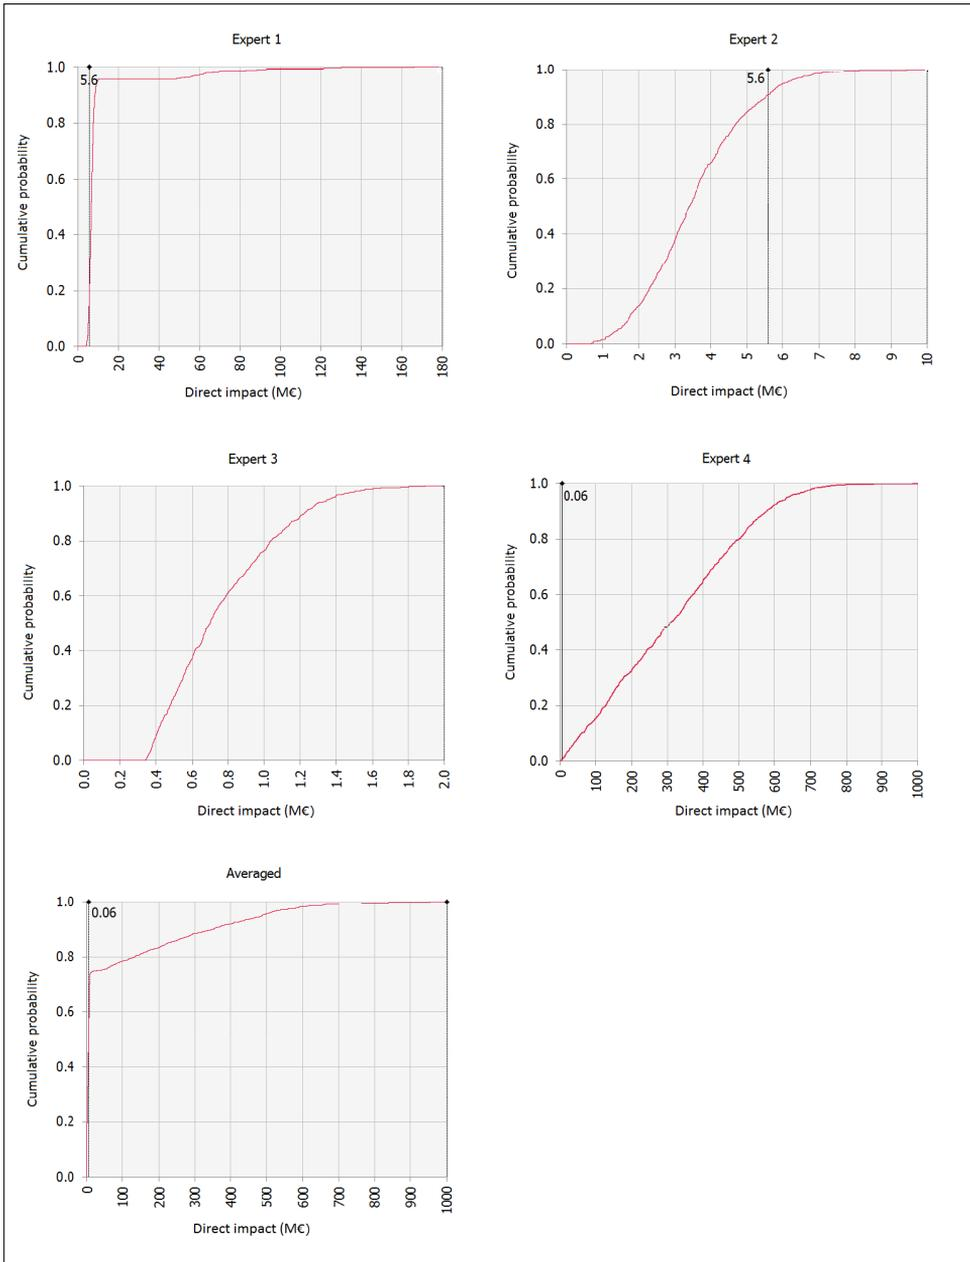 Expert 1
5.6
1.0
0.8
0.6
0.4
0.2
0.0
Cumulative probability
0 20 40 60 80 100 120 140 160 180
Direct impact (M€)
Expert 2
5.6
1.0
0.8
0.6
0.4
0.2
0.0
Cumulative probability
0 1 2 3 4 5 6 7 8 9 10
Direct impact (M€)
Expert 3
1.0
0.8
0.6
0.4
0.2
0.0
Cumulative probability
0.0 0.2 0.4 0.6 0.8 1.0 1.2 1.4 1.6 1.8 2.0
Direct impact (M€)
Expert 4
0.06
1.0
0.8
0.6
0.4
0.2
0.0
Cumulative probability
0 100 200 300 400 500 600 700 800 900 1000
Direct impact (M€)
Averaged
0.06
1.0
0.8
0.6
0.4
0.2
0.0
Cumulative probability
0 100 200 300 400 500 600 700 800 900 1000
Direct impact (M€)